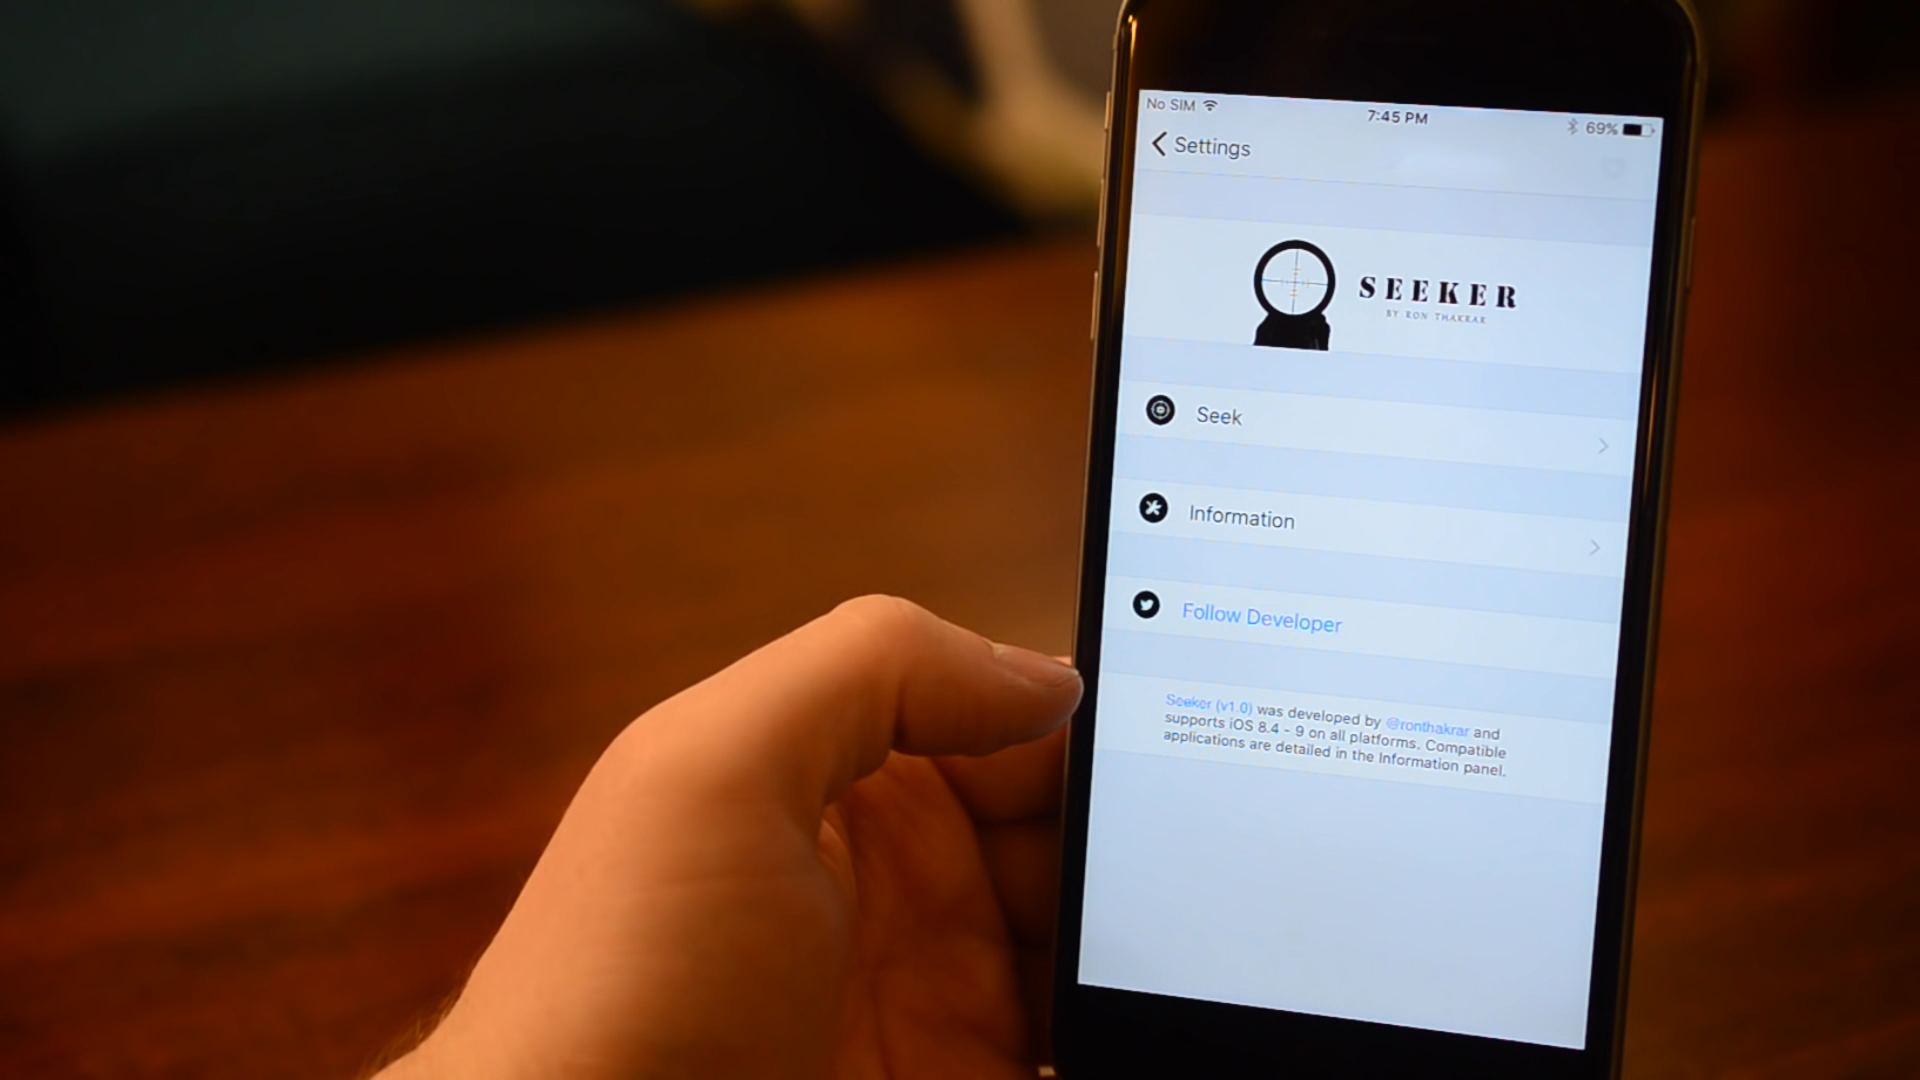 No SIM
7:45 PM
69%
Settings
SEEKER
BY RON THAKRAR
Seek
Information
Follow Developer
Seeker (v1.0) was developed by @ronthakrar and
supports iOS 8.4 - 9 on all platforms. Compatible
applications are detailed in the Information panel.